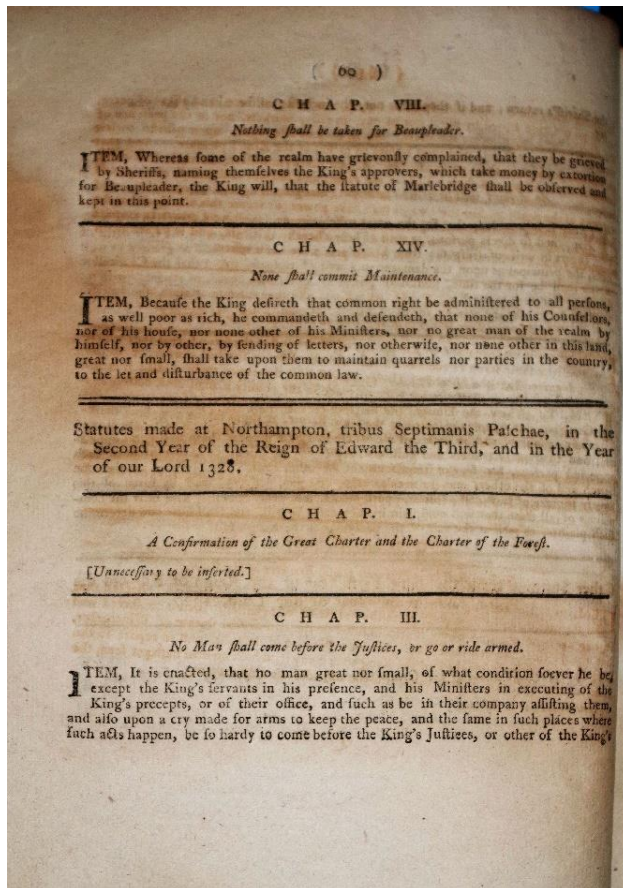 ( 60 )
C H A P. VIII.
Nothing ſhall be taken for Beaupleader.
ITEM, Whereas ſome of the realm have grievouſly complained, that they be grieved
by Sheriffs, naming themſelves the King's approvers, which take money by extortion
for Beaupleader, the King will, that the ſtatute of Marlebridge ſhall be obſerved and
kept in this point.
C H A P. XIV.
None ſhall commit Maintenance.
ITEM, Becauſe the King deſireth that common right be adminiſtered to all perſons,
as well poor as rich, he commandeth and defendeth, that none of his Counſellors,
nor of his houſe, nor none other of his Miniſters, nor no great man of the realm by
himſelf, nor by other, by ſending of letters, nor otherwiſe, nor none other in this land,
great nor ſmall, ſhall take upon them to maintain quarrels nor parties in the country,
to the let and diſturbance of the common law.
Statutes made at Northampton, tribus Septimanis Paſchae, in the
Second Year of the Reign of Edward the Third, and in the Year
of our Lord 1328.
C H A P. I.
A Confirmation of the Great Charter and the Charter of the Foreſt.
[Unneceſſary to be inſerted.]
C H A P. III.
No Man ſhall come before the Juſtices, or go or ride armed.
ITEM, It is enacted, that no man great nor ſmall, of what condition ſoever he be,
except the King's ſervants in his preſence, and his Miniſters in executing of the
King's precepts, or of their office, and ſuch as be in their company aſſiſting them,
and alſo upon a cry made for arms to keep the peace, and the ſame in ſuch places where
ſuch acts happen, be ſo hardy to come before the King's Juſtices, or other of the King's